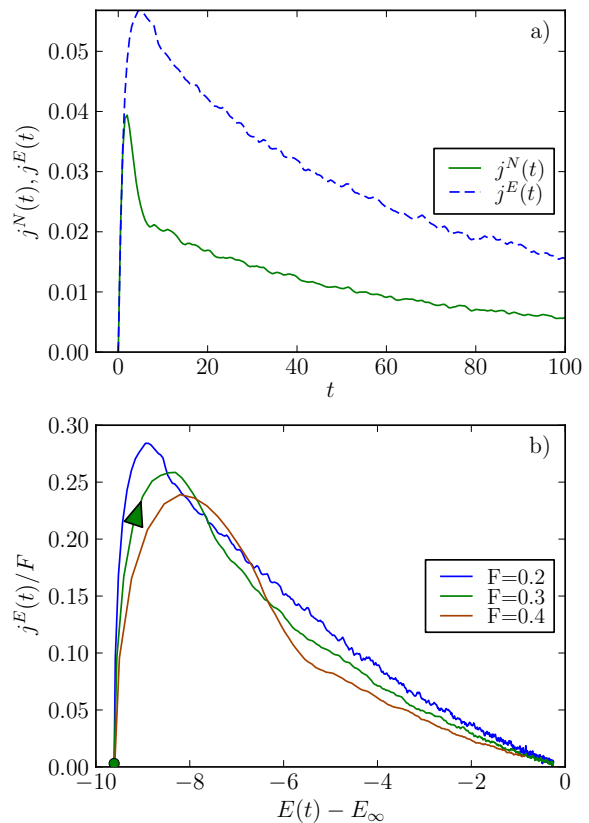 a)
0.05
0.04
0.03
0.02
0.01
0.00
j^N(t), j^E(t)
j^N(t)
j^E(t)
0 20 40 60 80 100
t
b)
0.30
0.25
0.20
0.15
0.10
0.05
0.00
j^E(t)/F
F=0.2
F=0.3
F=0.4
−10 −8 −6 −4 −2 0
E(t) − E_∞